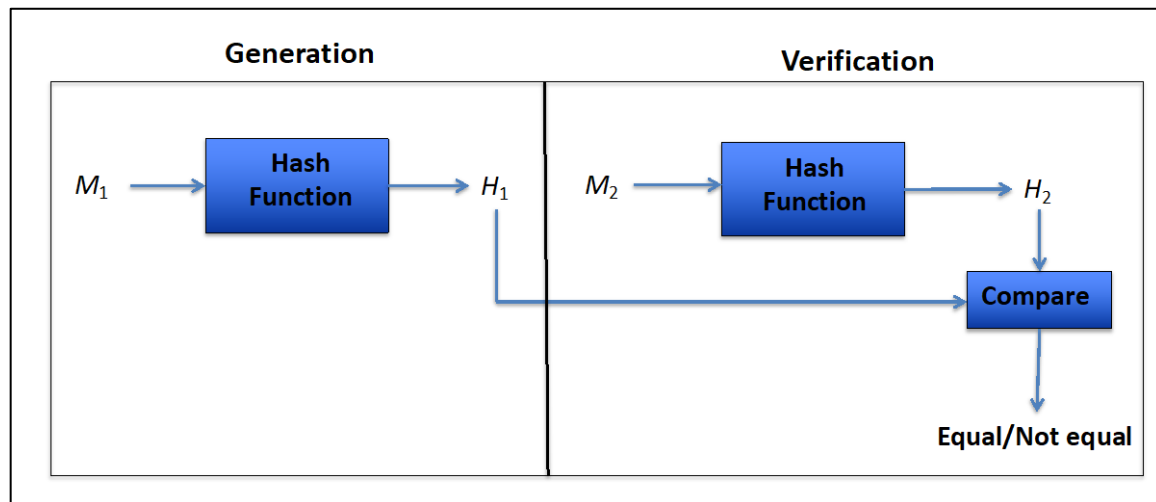 Generation
Verification
M₁
Hash
Function
H₁
M₂
Hash
Function
H₂
Compare
Equal/Not equal